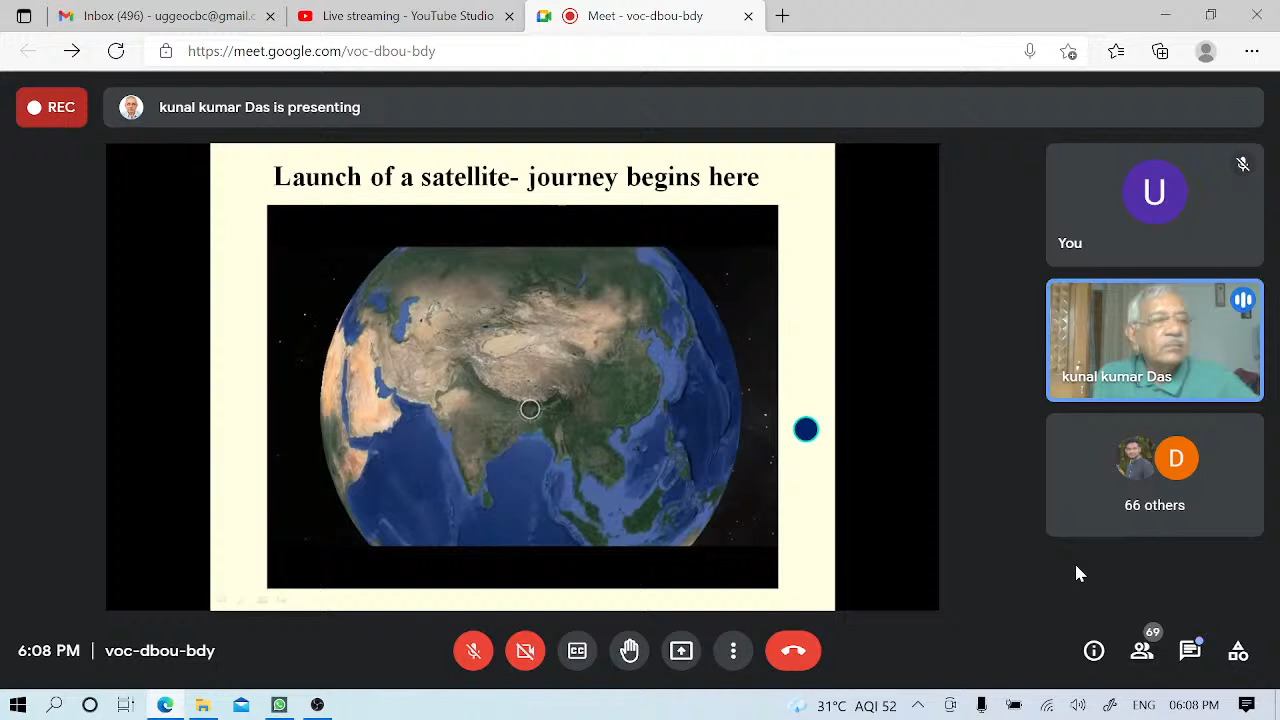 Inbox (496) - uggeocb@gmail.c
Live streaming - YouTube Studio
Meet - voc-dbou-bdy
https://meet.google.com/voc-dbou-bdy
REC
kunal kumar Das is presenting
Launch of a satellite- journey begins here
U
You
kunal kumar Das
D
66 others
6:08 PM
voc-dbou-bdy
69
31°C AQI 52
ENG
06:08 PM